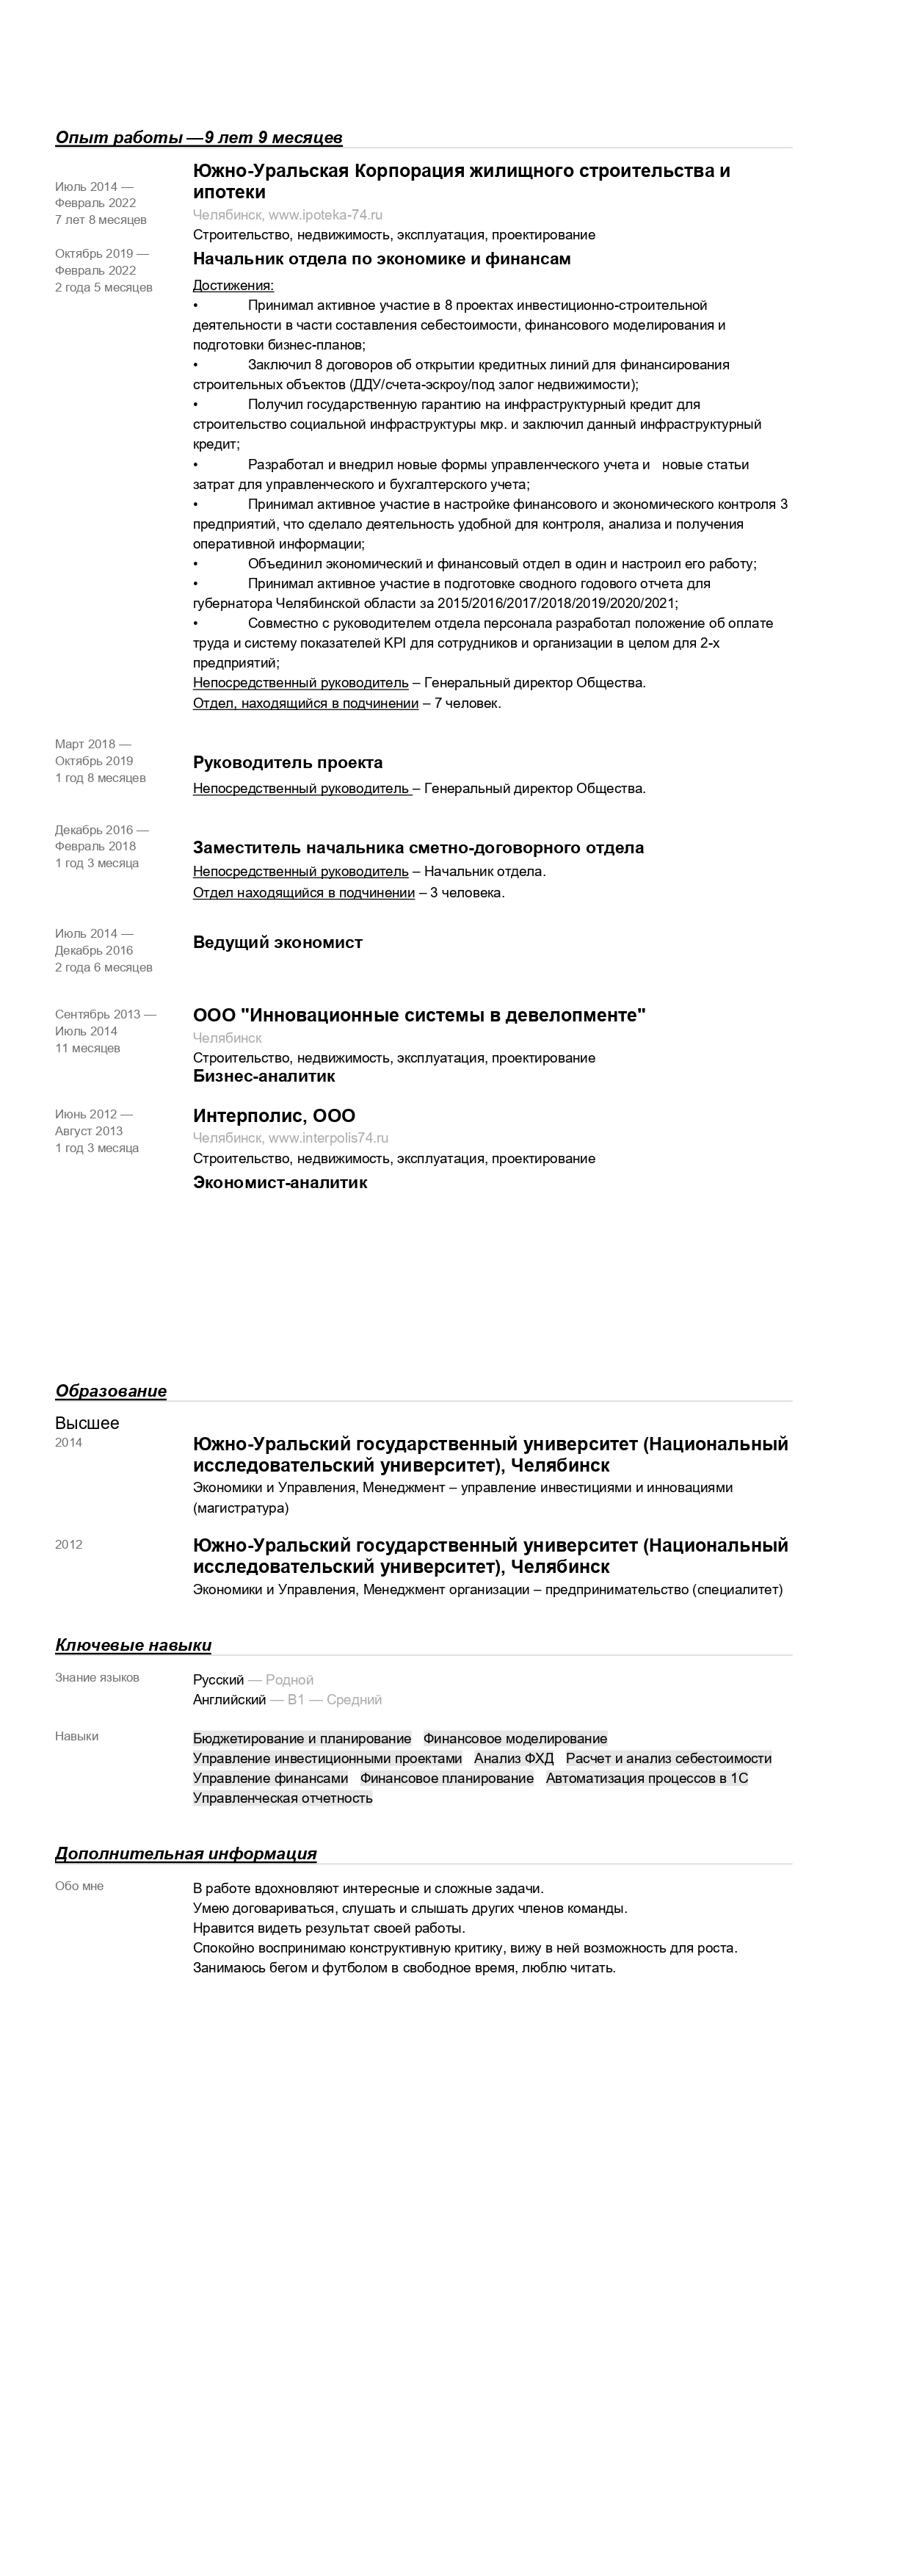 Опыт работы —9 лет 9 месяцев
Июль 2014 —
Февраль 2022
7 лет 8 месяцев
Южно-Уральская Корпорация жилищного строительства и
ипотеки
Челябинск, www.ipoteka-74.ru
Строительство, недвижимость, эксплуатация, проектирование
Октябрь 2019 —
Февраль 2022
2 года 5 месяцев
Начальник отдела по экономике и финансам
Достижения:
• Принимал активное участие в 8 проектах инвестиционно-строительной
деятельности в части составления себестоимости, финансового моделирования и
подготовки бизнес-планов;
• Заключил 8 договоров об открытии кредитных линий для финансирования
строительных объектов (ДДУ/счета-эскроу/под залог недвижимости);
• Получил государственную гарантию на инфраструктурный кредит для
строительство социальной инфраструктуры мкр. и заключил данный инфраструктурный
кредит;
• Разработал и внедрил новые формы управленческого учета и новые статьи
затрат для управленческого и бухгалтерского учета;
• Принимал активное участие в настройке финансового и экономического контроля 3
предприятий, что сделало деятельность удобной для контроля, анализа и получения
оперативной информации;
• Объединил экономический и финансовый отдел в один и настроил его работу;
• Принимал активное участие в подготовке сводного годового отчета для
губернатора Челябинской области за 2015/2016/2017/2018/2019/2020/2021;
• Совместно с руководителем отдела персонала разработал положение об оплате
труда и систему показателей KPI для сотрудников и организации в целом для 2-х
предприятий;
Непосредственный руководитель – Генеральный директор Общества.
Отдел, находящийся в подчинении – 7 человек.
Март 2018 —
Октябрь 2019
1 год 8 месяцев
Руководитель проекта
Непосредственный руководитель – Генеральный директор Общества.
Декабрь 2016 —
Февраль 2018
1 год 3 месяца
Заместитель начальника сметно-договорного отдела
Непосредственный руководитель – Начальник отдела.
Отдел находящийся в подчинении – 3 человека.
Июль 2014 —
Декабрь 2016
2 года 6 месяцев
Ведущий экономист
Сентябрь 2013 —
Июль 2014
11 месяцев
ООО "Инновационные системы в девелопменте"
Челябинск
Строительство, недвижимость, эксплуатация, проектирование
Бизнес-аналитик
Июнь 2012 —
Август 2013
1 год 3 месяца
Интерполис, ООО
Челябинск, www.interpolis74.ru
Строительство, недвижимость, эксплуатация, проектирование
Экономист-аналитик
Образование
Высшее
2014
Южно-Уральский государственный университет (Национальный
исследовательский университет), Челябинск
Экономики и Управления, Менеджмент – управление инвестициями и инновациями
(магистратура)
2012
Южно-Уральский государственный университет (Национальный
исследовательский университет), Челябинск
Экономики и Управления, Менеджмент организации – предпринимательство (специалитет)
Ключевые навыки
Знание языков
Русский — Родной
Английский — B1 — Средний
Навыки
Бюджетирование и планирование Финансовое моделирование
Управление инвестиционными проектами Анализ ФХД Расчет и анализ себестоимости
Управление финансами Финансовое планирование Автоматизация процессов в 1С
Управленческая отчетность
Дополнительная информация
Обо мне
В работе вдохновляют интересные и сложные задачи.
Умею договариваться, слушать и слышать других членов команды.
Нравится видеть результат своей работы.
Спокойно воспринимаю конструктивную критику, вижу в ней возможность для роста.
Занимаюсь бегом и футболом в свободное время, люблю читать.